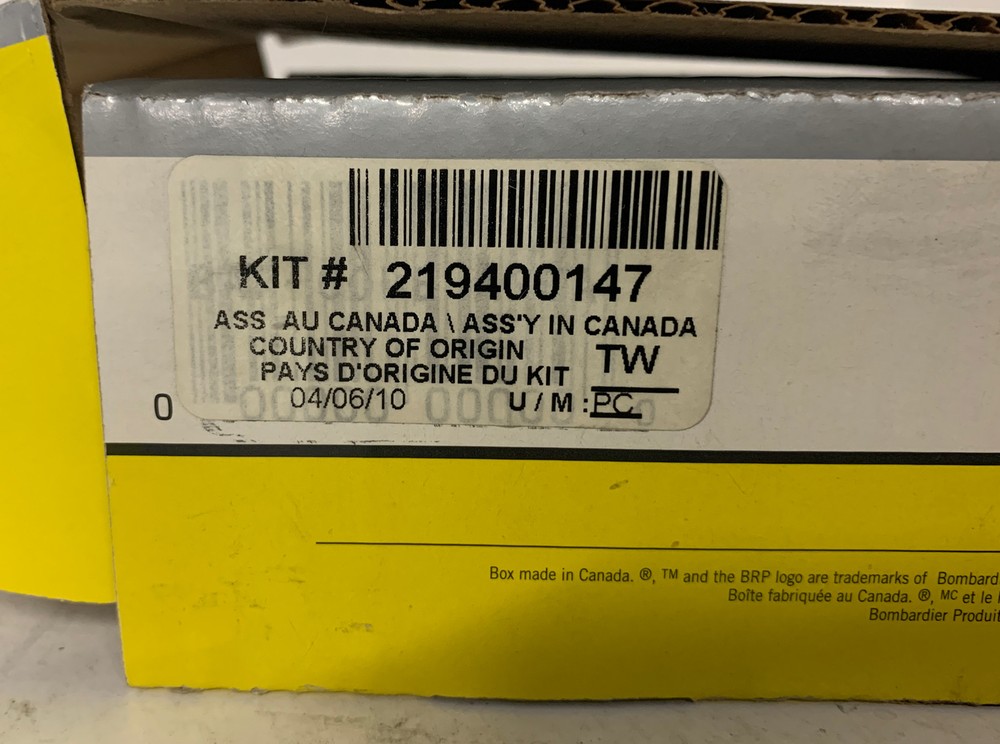 KIT # 219400147
ASS AU CANADA \ ASS'Y IN CANADA
COUNTRY OF ORIGIN TW
PAYS D'ORIGINE DU KIT
04/06/10 U / M : PC
0
Box made in Canada. ®, ™ and the BRP logo are trademarks of Bombard
Boîte fabriquée au Canada. ®, MC et le
Bombardier Produit